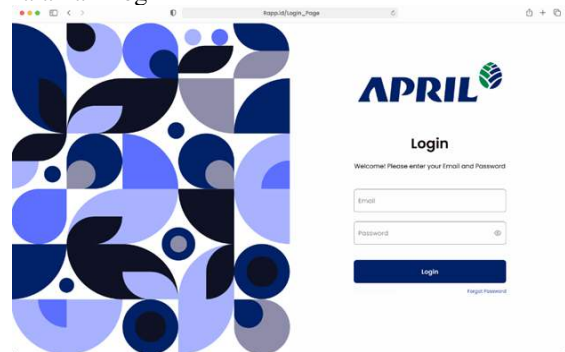 Rapp.id/Login_Page
APRIL
Login
Welcome! Please enter your Email and Password
Email
Password
Login
Forgot Password